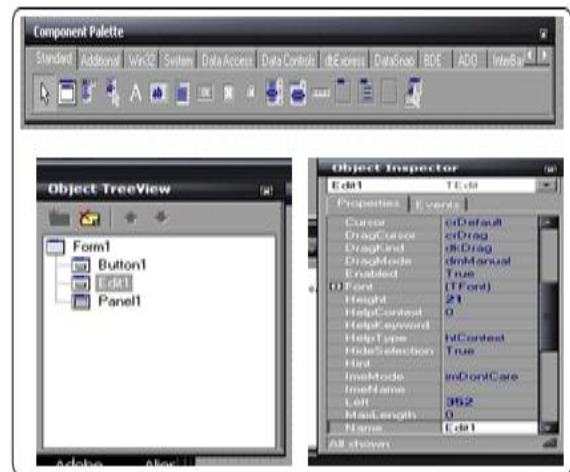 Component Palette
Standard Additional Win32 System Data Access Data Controls dbExpress DataSnap BDE ADO InterBa
Object TreeView
Form1
Button1
Edit1
Panel1
Object Inspector
Edit1 TEdit
Properties Events
Cursor crDefault
DragCursor crDrag
DragKind dkDrag
DragMode dmManual
Enabled True
Font (TFont)
Height 21
HelpContext 0
HelpKeyword
HelpType htContext
HideSelection True
Hint
ImeMode imDontCare
ImeName
Left 352
MaxLength 0
Name Edit1
All shown
Adobe